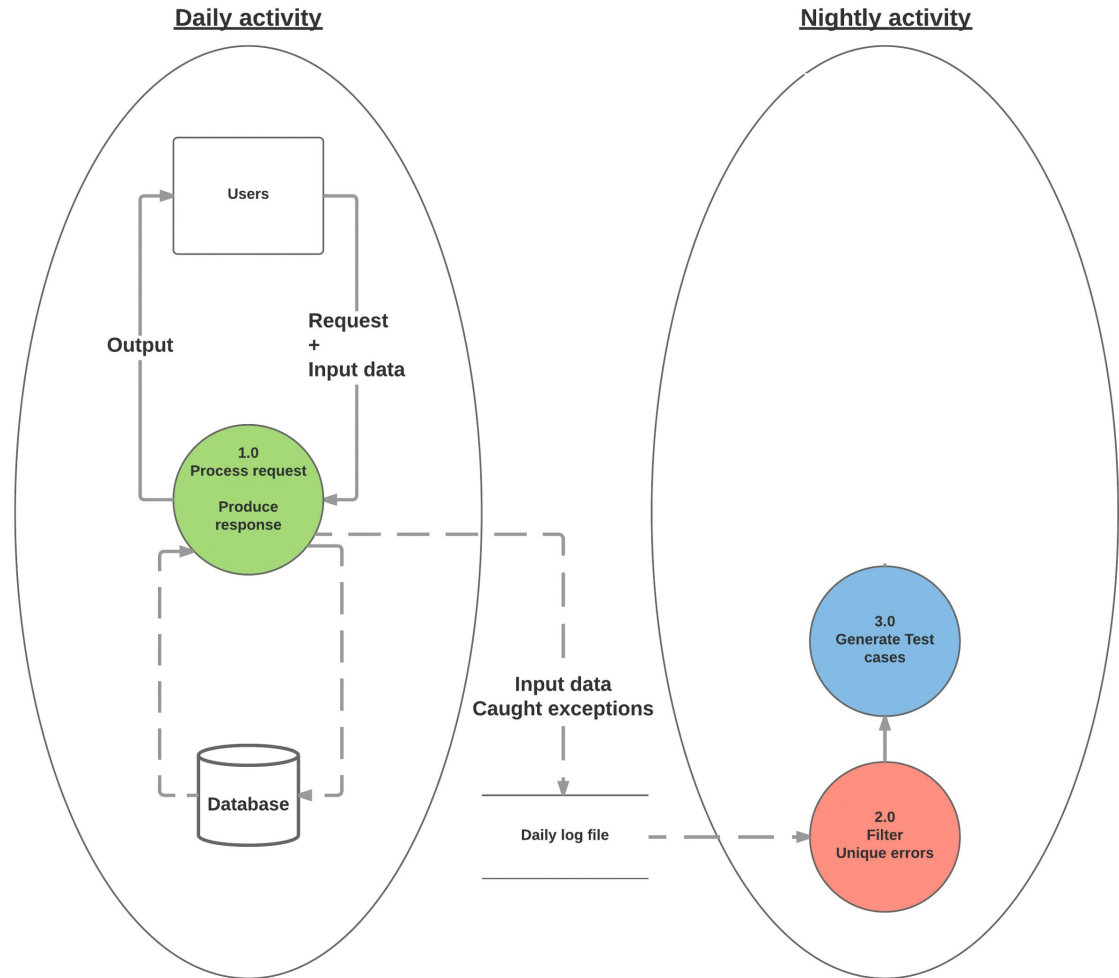 Daily activity
Nightly activity
Users
Output
Request
+
Input data
1.0
Process request
Produce
response
Input data
Caught exceptions
Database
Daily log file
3.0
Generate Test
cases
2.0
Filter
Unique errors